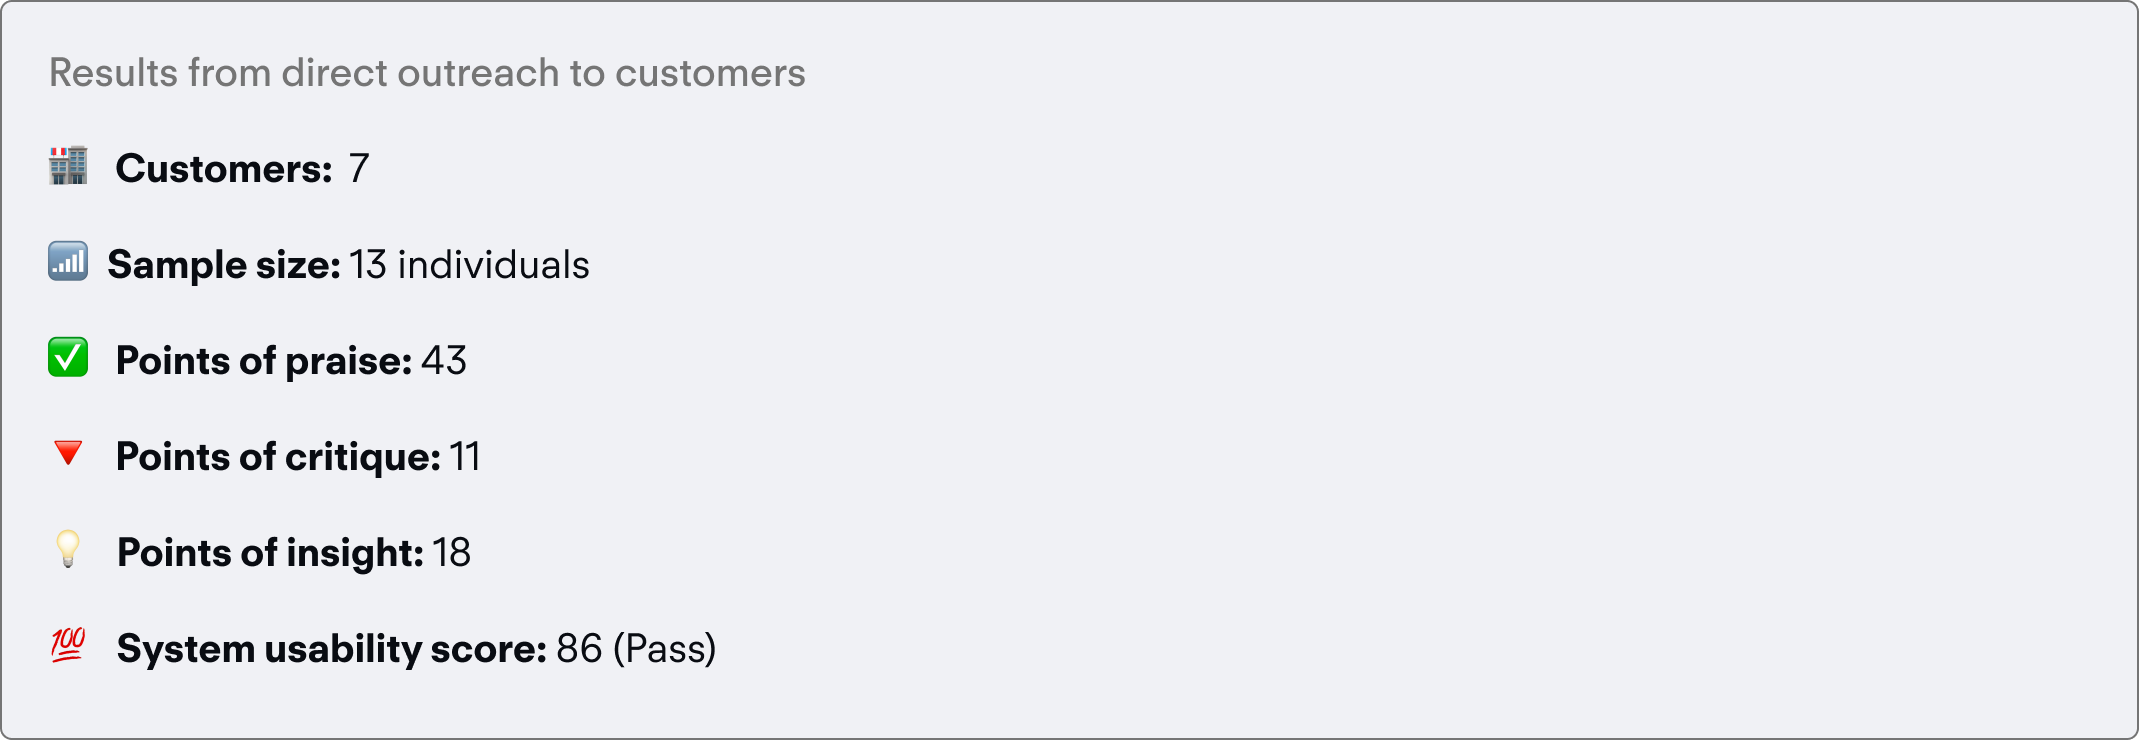 Results from direct outreach to customers
Customers: 7
Sample size: 13 individuals
Points of praise: 43
Points of critique: 11
Points of insight: 18
💯 System usability score: 86 (Pass)